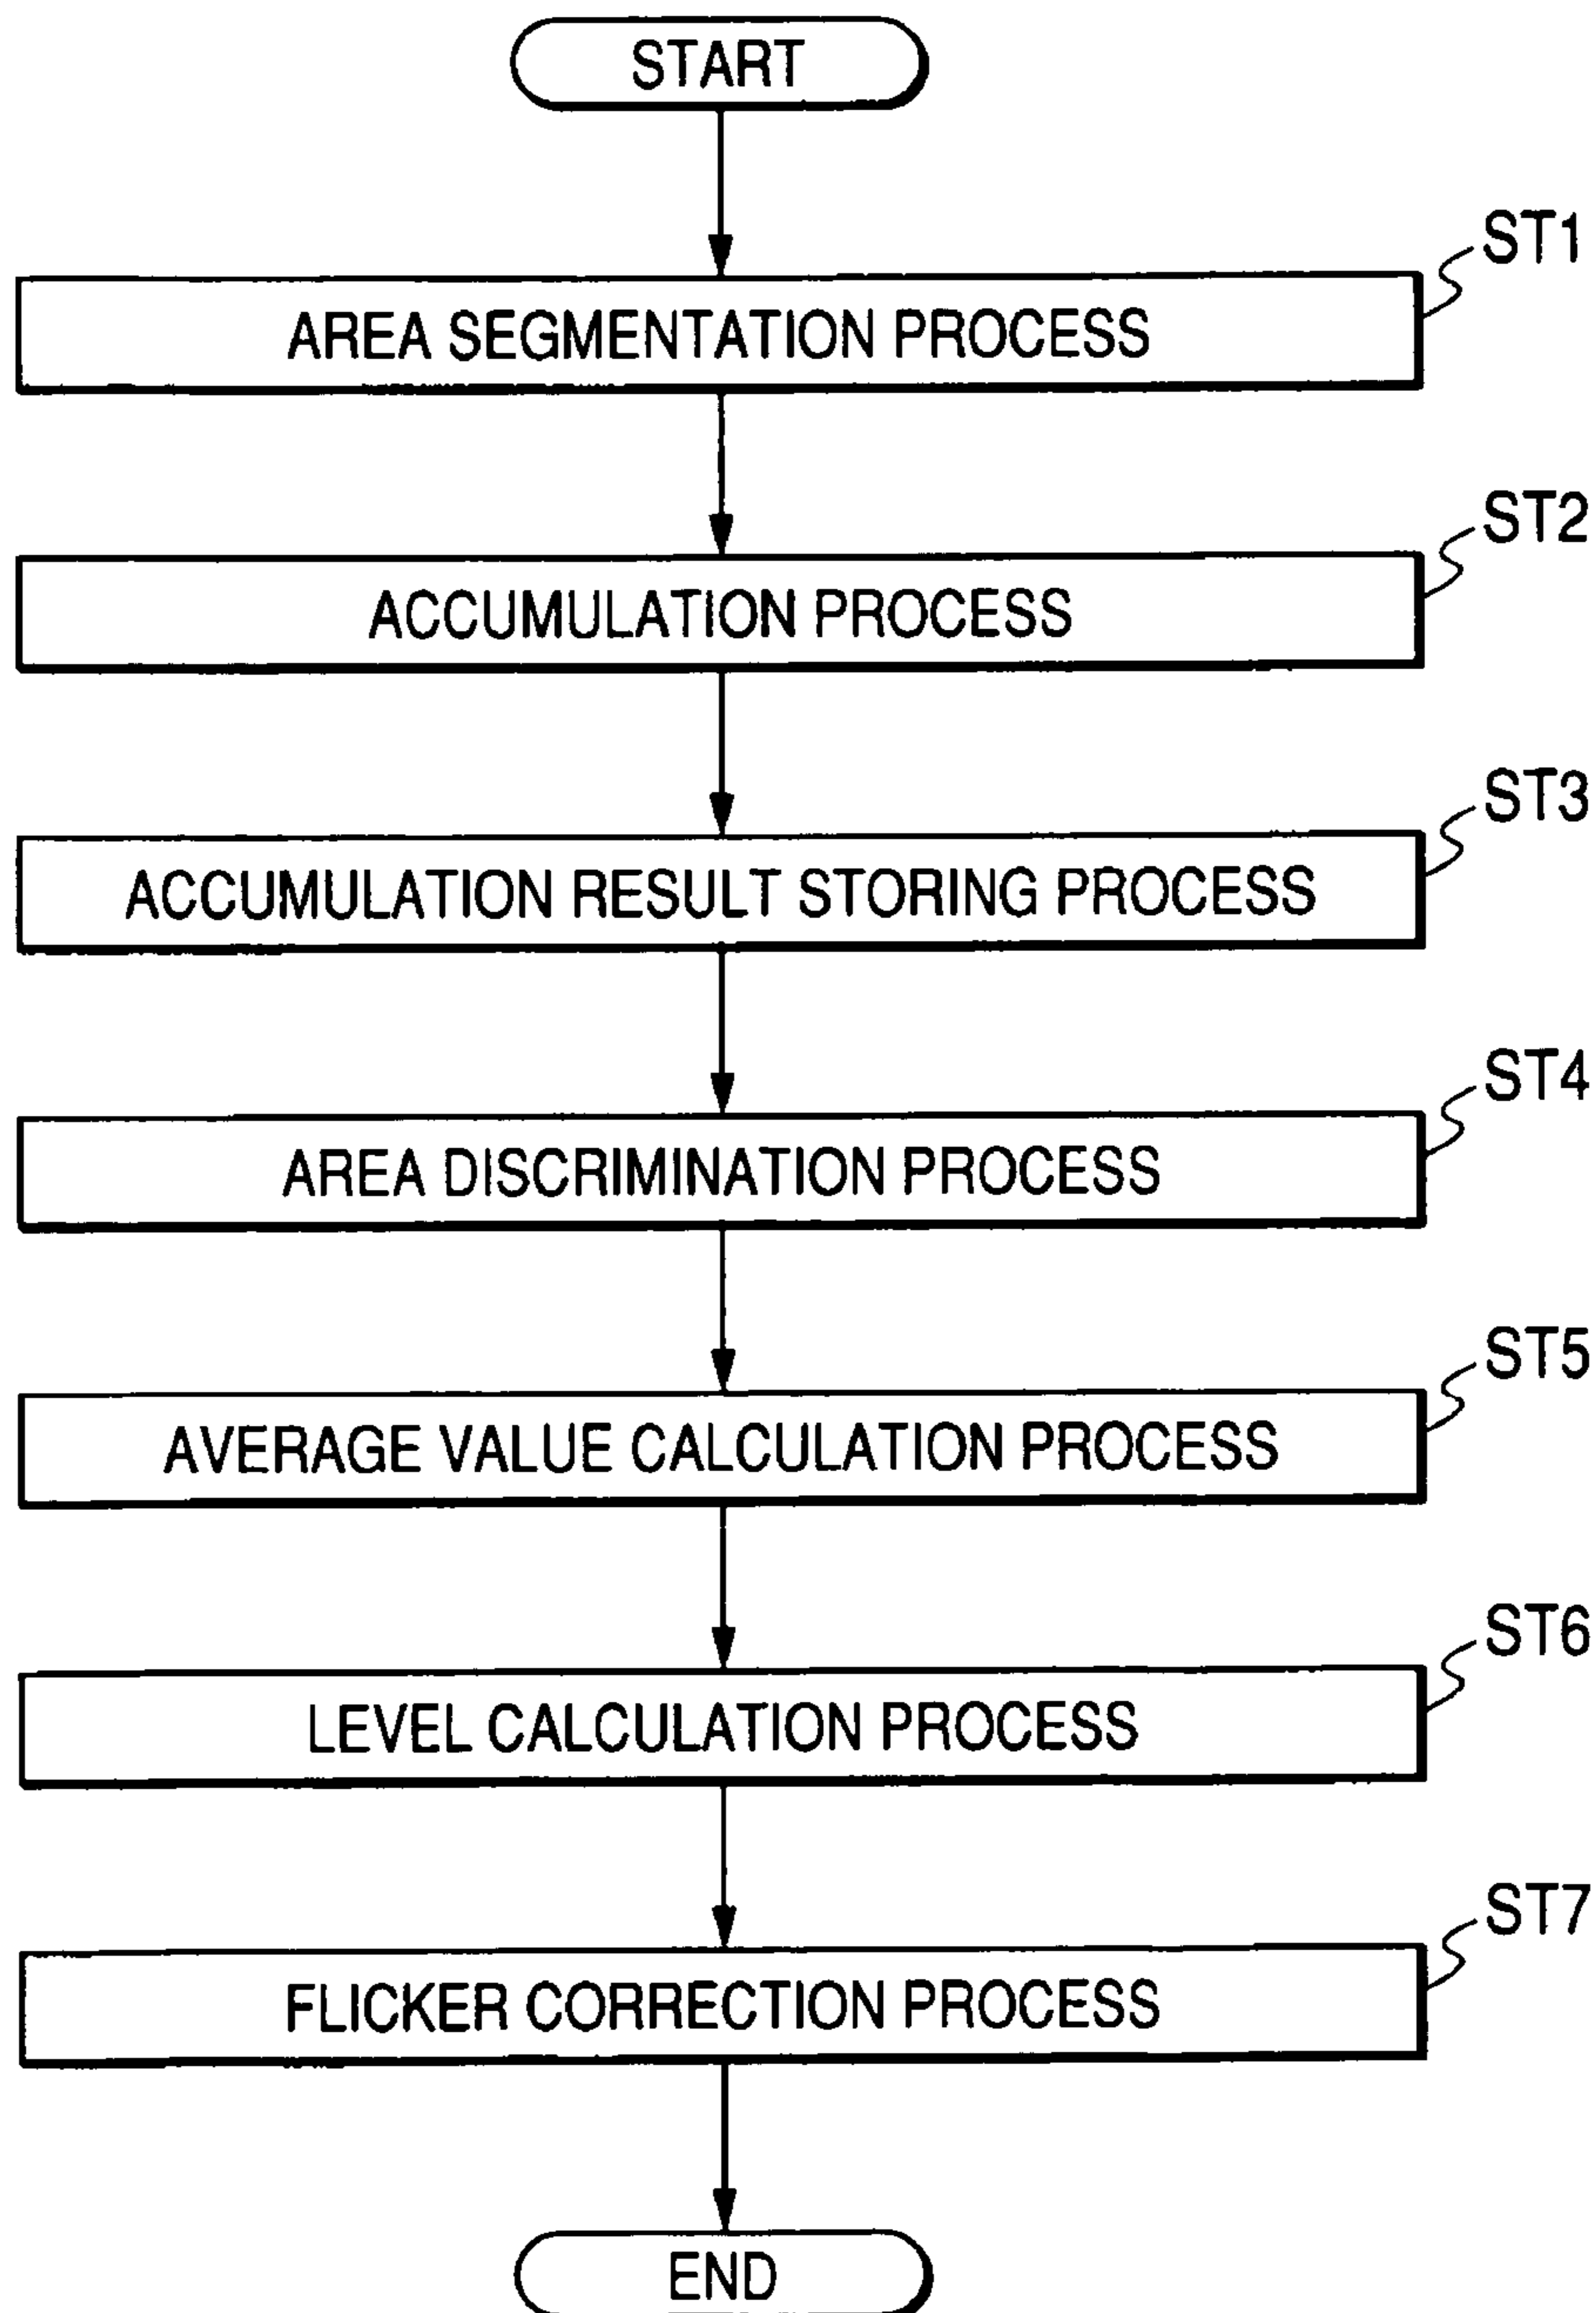 START
ST1
AREA SEGMENTATION PROCESS
ST2
ACCUMULATION PROCESS
ST3
ACCUMULATION RESULT STORING PROCESS
ST4
AREA DISCRIMINATION PROCESS
ST5
AVERAGE VALUE CALCULATION PROCESS
ST6
LEVEL CALCULATION PROCESS
ST7
FLICKER CORRECTION PROCESS
END